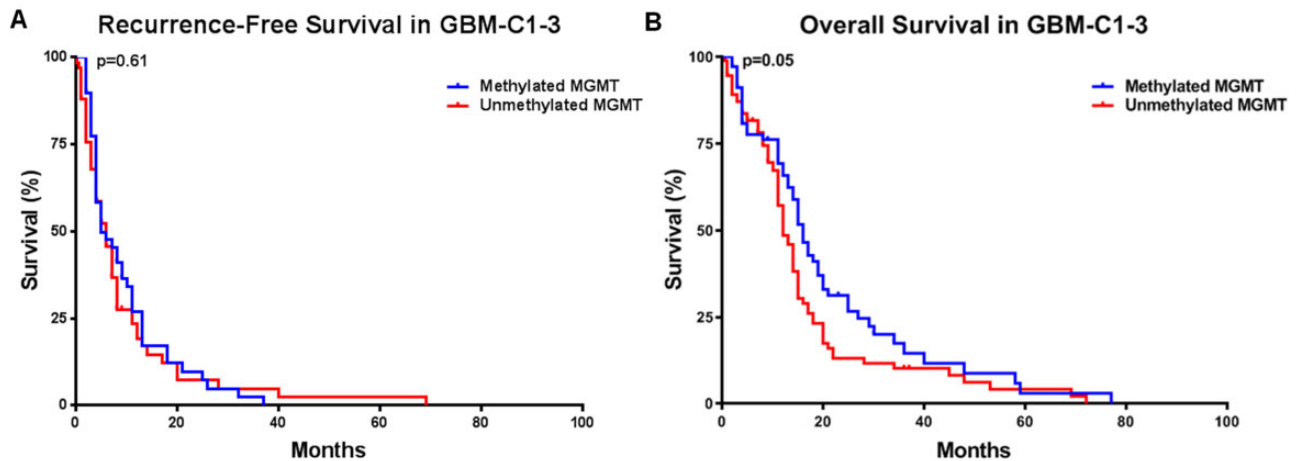 A
Recurrence-Free Survival in GBM-C1-3
p=0.61
Methylated MGMT
Unmethylated MGMT
100
75
50
25
0
Survival (%)
0 20 40 60 80 100
Months
B
Overall Survival in GBM-C1-3
p=0.05
Methylated MGMT
Unmethylated MGMT
100
75
50
25
0
Survival (%)
0 20 40 60 80 100
Months